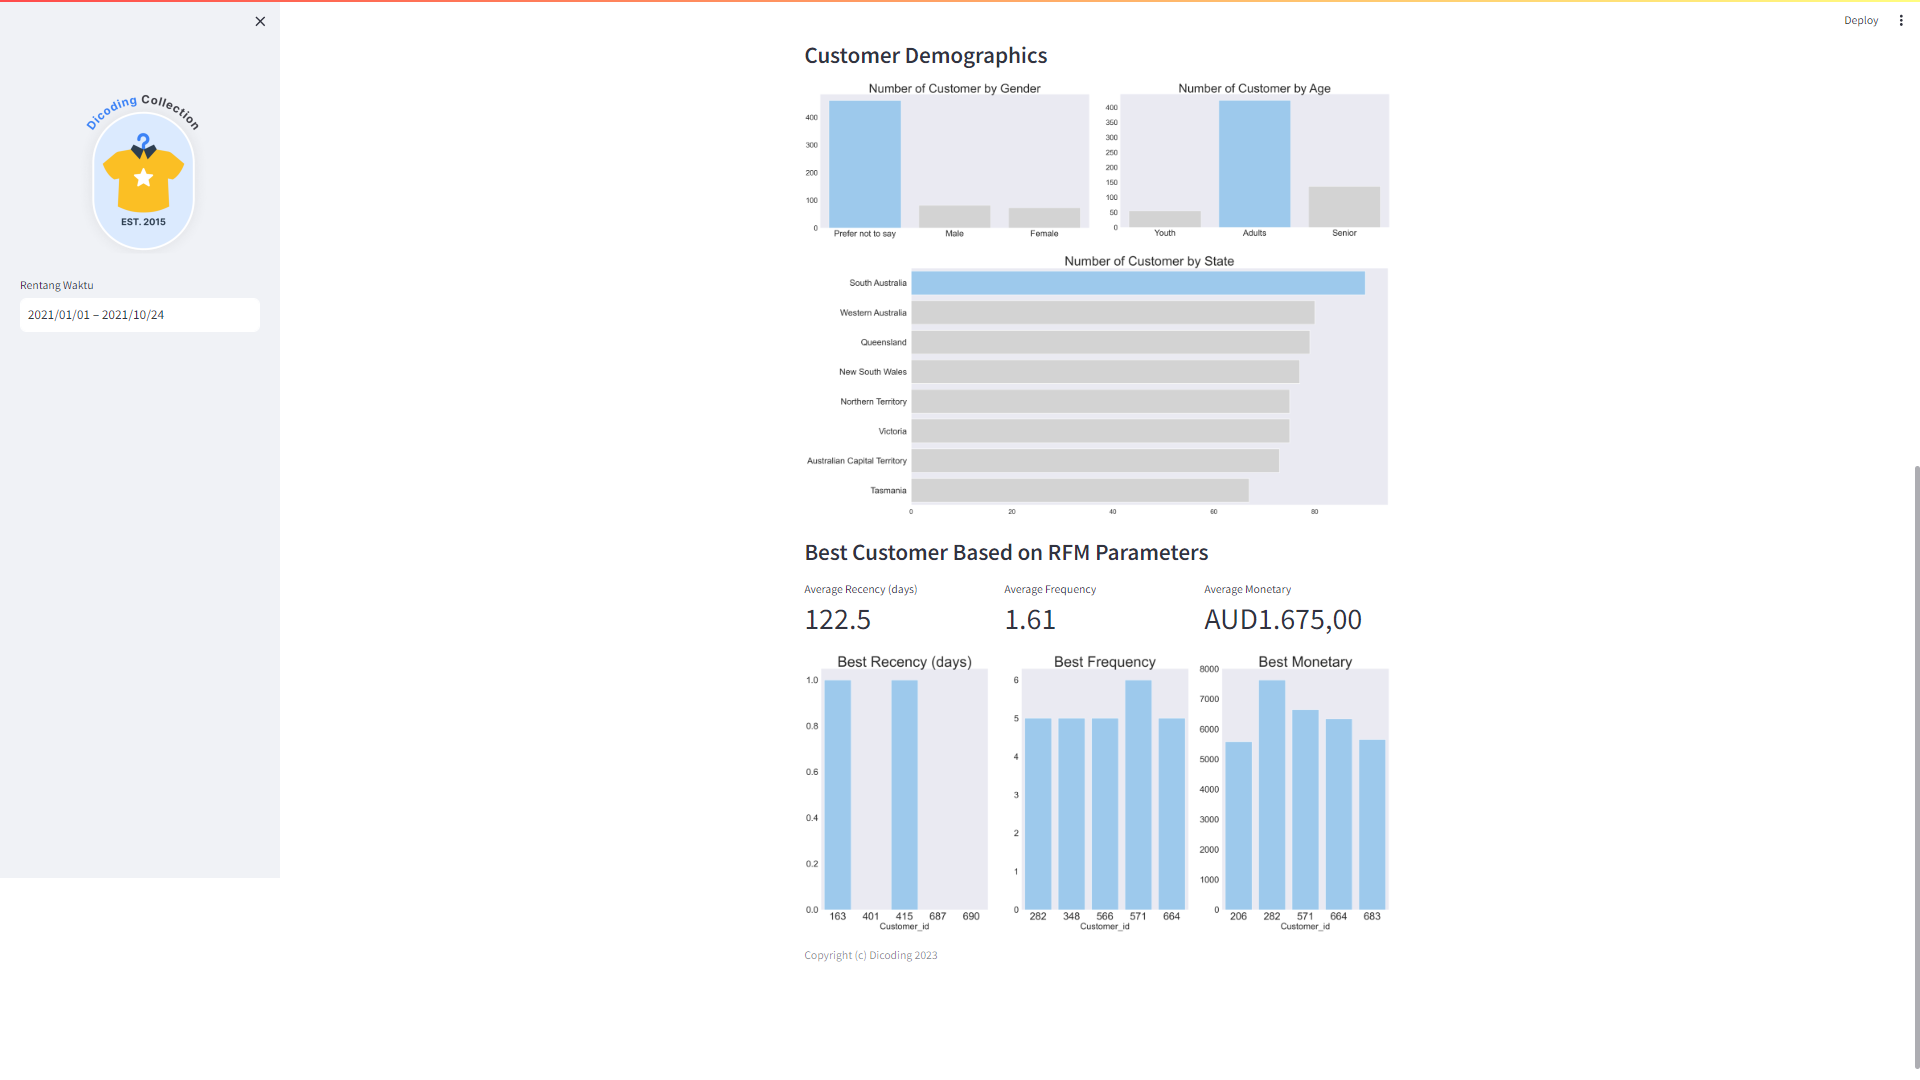 Deploy
Dicoding Collection
EST. 2015
Rentang Waktu
2021/01/01 – 2021/10/24
Customer Demographics
Number of Customer by Gender
400
300
200
100
0
Prefer not to say Male Female
Number of Customer by Age
400
350
300
250
200
150
100
50
0
Youth Adults Senior
Number of Customer by State
South Australia
Western Australia
Queensland
New South Wales
Northern Territory
Victoria
Australian Capital Territory
Tasmania
0 20 40 60 80
Best Customer Based on RFM Parameters
Average Recency (days)
122.5
Average Frequency
1.61
Average Monetary
AUD1.675,00
Best Recency (days)
1.0
0.8
0.6
0.4
0.2
0.0
163 401 415 687 690
Customer_id
Best Frequency
6
5
4
3
2
1
0
282 348 566 571 664
Customer_id
Best Monetary
8000
7000
6000
5000
4000
3000
2000
1000
0
206 282 571 664 683
Customer_id
Copyright (c) Dicoding 2023